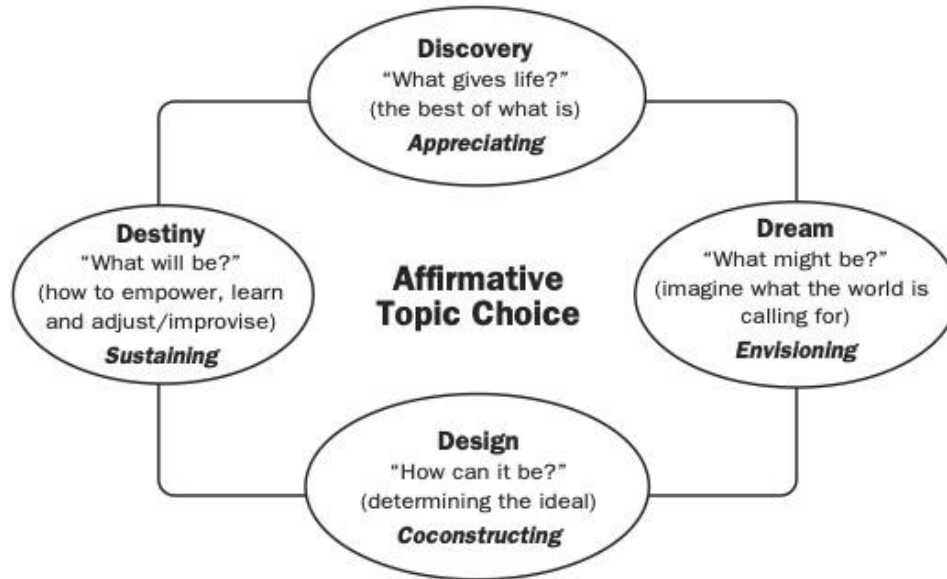 Discovery
“What gives life?”
(the best of what is)
Appreciating
Destiny
“What will be?”
(how to empower, learn
and adjust/improvise)
Sustaining
Affirmative
Topic Choice
Dream
“What might be?”
(imagine what the world is
calling for)
Envisioning
Design
“How can it be?”
(determining the ideal)
Coconstructing